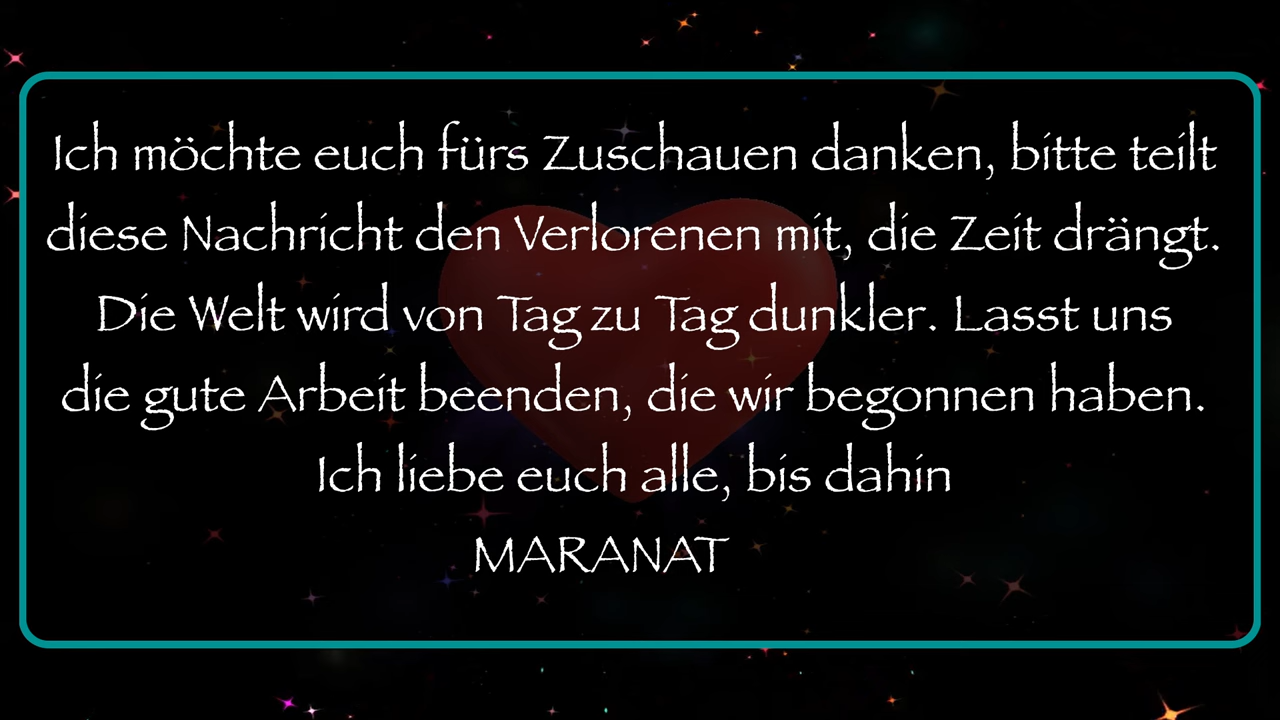 Ich möchte euch fürs Zuschauen danken, bitte teilt
diese Nachricht den Verlorenen mit, die Zeit drängt.
Die Welt wird von Tag zu Tag dunkler. Lasst uns
die gute Arbeit beenden, die wir begonnen haben.
Ich liebe euch alle, bis dahin
MARANAT